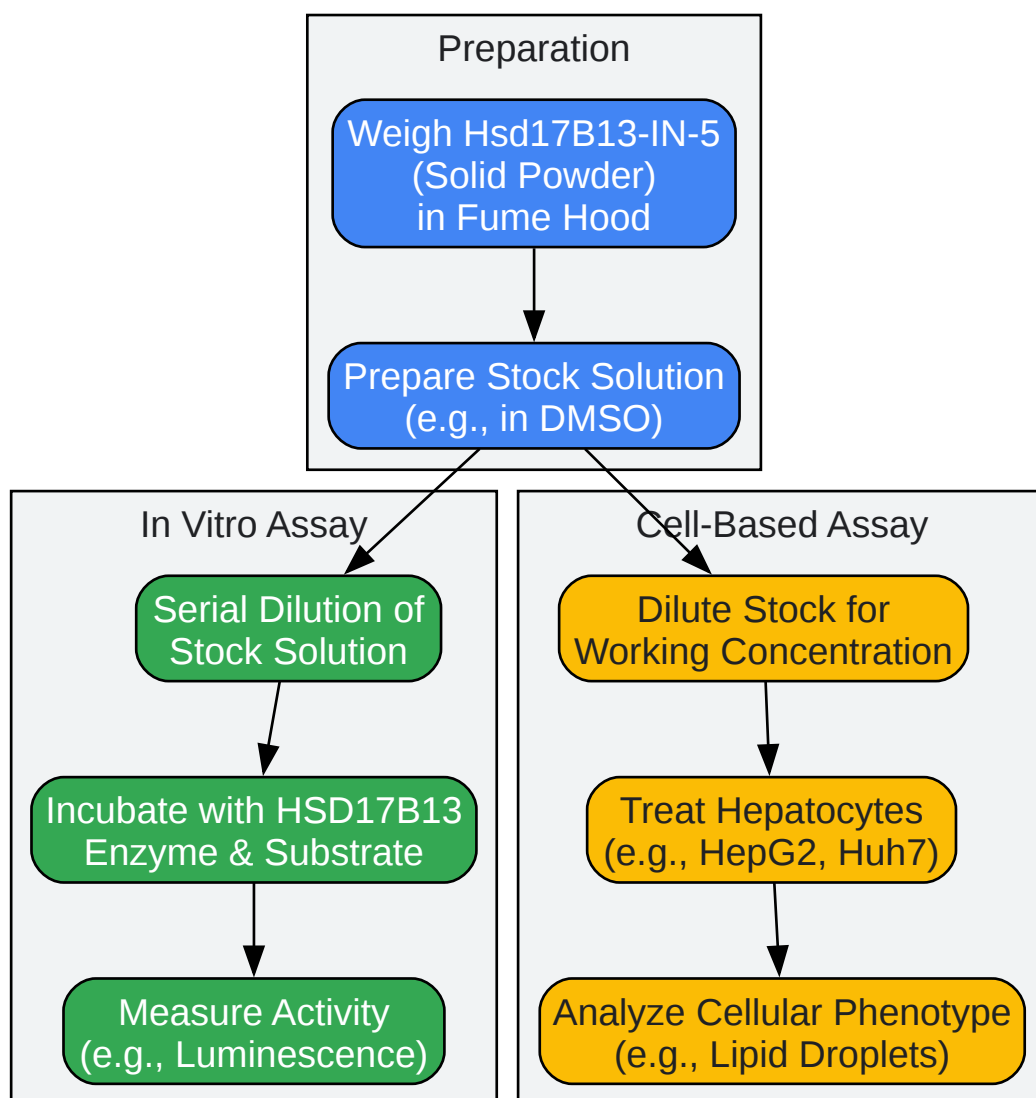 Preparation
Weigh Hsd17B13-IN-5
(Solid Powder)
in Fume Hood
Prepare Stock Solution
(e.g., in DMSO)
In Vitro Assay
Serial Dilution of
Stock Solution
Incubate with HSD17B13
Enzyme & Substrate
Measure Activity
(e.g., Luminescence)
Cell-Based Assay
Dilute Stock for
Working Concentration
Treat Hepatocytes
(e.g., HepG2, Huh7)
Analyze Cellular Phenotype
(e.g., Lipid Droplets)